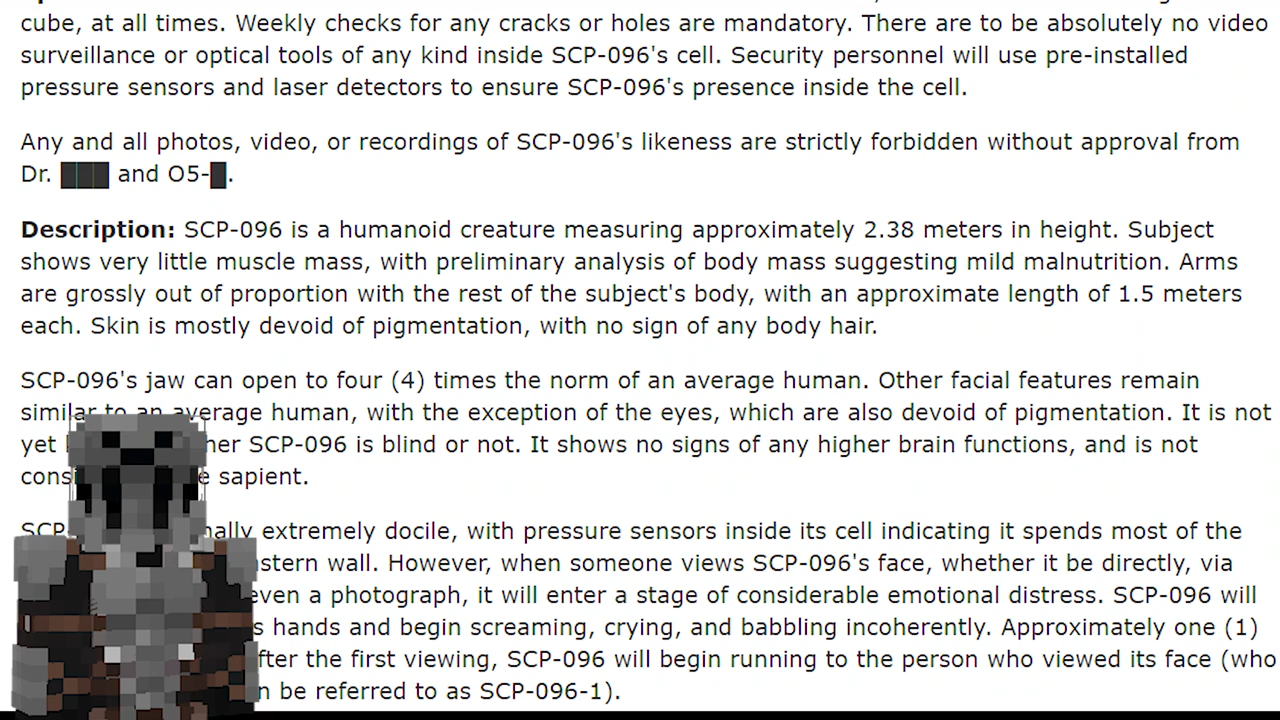 cube, at all times. Weekly checks for any cracks or holes are mandatory. There are to be absolutely no video
surveillance or optical tools of any kind inside SCP-096's cell. Security personnel will use pre-installed
pressure sensors and laser detectors to ensure SCP-096's presence inside the cell.
Any and all photos, video, or recordings of SCP-096's likeness are strictly forbidden without approval from
Dr. ███ and O5-█.
Description: SCP-096 is a humanoid creature measuring approximately 2.38 meters in height. Subject
shows very little muscle mass, with preliminary analysis of body mass suggesting mild malnutrition. Arms
are grossly out of proportion with the rest of the subject's body, with an approximate length of 1.5 meters
each. Skin is mostly devoid of pigmentation, with no sign of any body hair.
SCP-096's jaw can open to four (4) times the norm of an average human. Other facial features remain
similar to an average human, with the exception of the eyes, which are also devoid of pigmentation. It is not
yet SCP-096 is blind or not. It shows no signs of any higher brain functions, and is not
sapient.
extremely docile, with pressure sensors inside its cell indicating it spends most of the
wall. However, when someone views SCP-096's face, whether it be directly, via
even a photograph, it will enter a stage of considerable emotional distress. SCP-096 will
hands and begin screaming, crying, and babbling incoherently. Approximately one (1)
after the first viewing, SCP-096 will begin running to the person who viewed its face (who
be referred to as SCP-096-1).